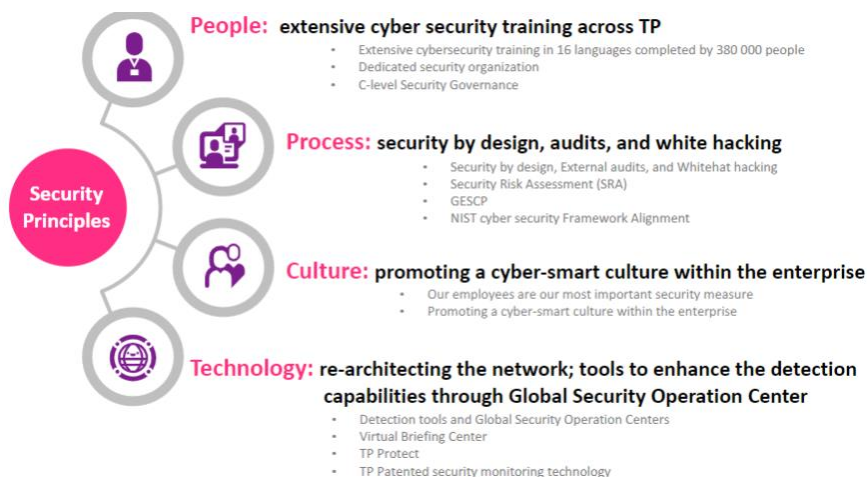 People: extensive cyber security training across TP
• Extensive cybersecurity training in 16 languages completed by 380 000 people
• Dedicated security organization
• C-level Security Governance
Process: security by design, audits, and white hacking
• Security by design, External audits, and Whitehat hacking
• Security Risk Assessment (SRA)
• GESCP
• NIST cyber security Framework Alignment
Security
Principles
Culture: promoting a cyber-smart culture within the enterprise
• Our employees are our most important security measure
• Promoting a cyber-smart culture within the enterprise
Technology: re-architecting the network; tools to enhance the detection
capabilities through Global Security Operation Center
• Detection tools and Global Security Operation Centers
• Virtual Briefing Center
• TP Protect
• TP Patented security monitoring technology